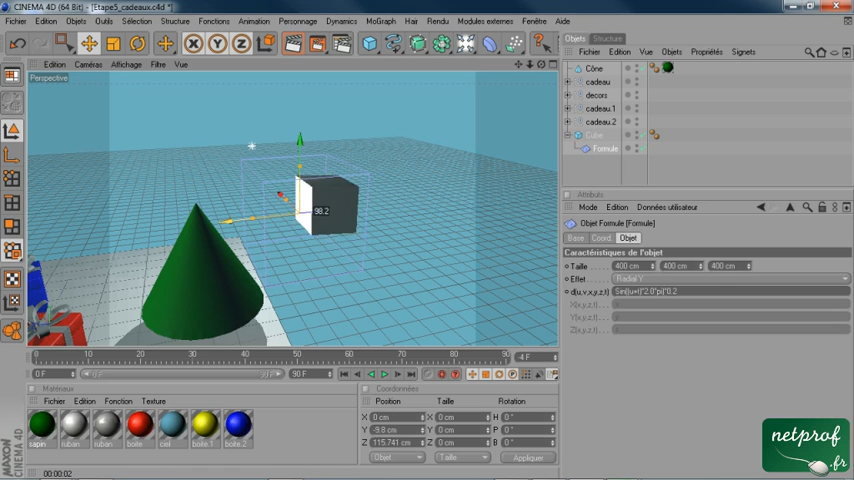 CINEMA 4D (64 Bit) - [Etape5_cadeaux.c4d *]
Fichier Edition Objets Outils Sélection Structure Fonctions Animation Personnage Dynamics MoGraph Hair Rendu Modules externes Fenêtre Aide
X Y Z
Edition Caméras Affichage Filtre Vue
Perspective
98.2
0 10 20 30 40 50 60 70 80 90 -4 F
0 F 0 F 90 F 90 F
Matériaux
Fichier Edition Fonction Texture
sapin ruban ruban boite ciel boite.1 boite.2
Coordonnées
Position Taille Rotation
X 0 cm X 0 cm H 0 °
Y -9.8 cm Y 0 cm P 0 °
Z 115.741 cm Z 0 cm B 0 °
Objet Taille Appliquer
00:00:02
MAXON
CINEMA 4D
Objets Structure
Fichier Edition Vue Objets Propriétés Signets
Cône
cadeau
decors
cadeau.1
cadeau.2
Cube
Formule
Attributs
Mode Edition Données utilisateur
Objet Formule [Formule]
Base Coord. Objet
Caractéristiques de l'objet
Taille 400 cm 400 cm 400 cm
Effet Radial Y
d(u,v,x,y,z,t) Sin((u+t)*2.0*pi)*0.2
X(x,y,z,t) x
Y(x,y,z,t) y
Z(x,y,z,t) z
netprof
.fr